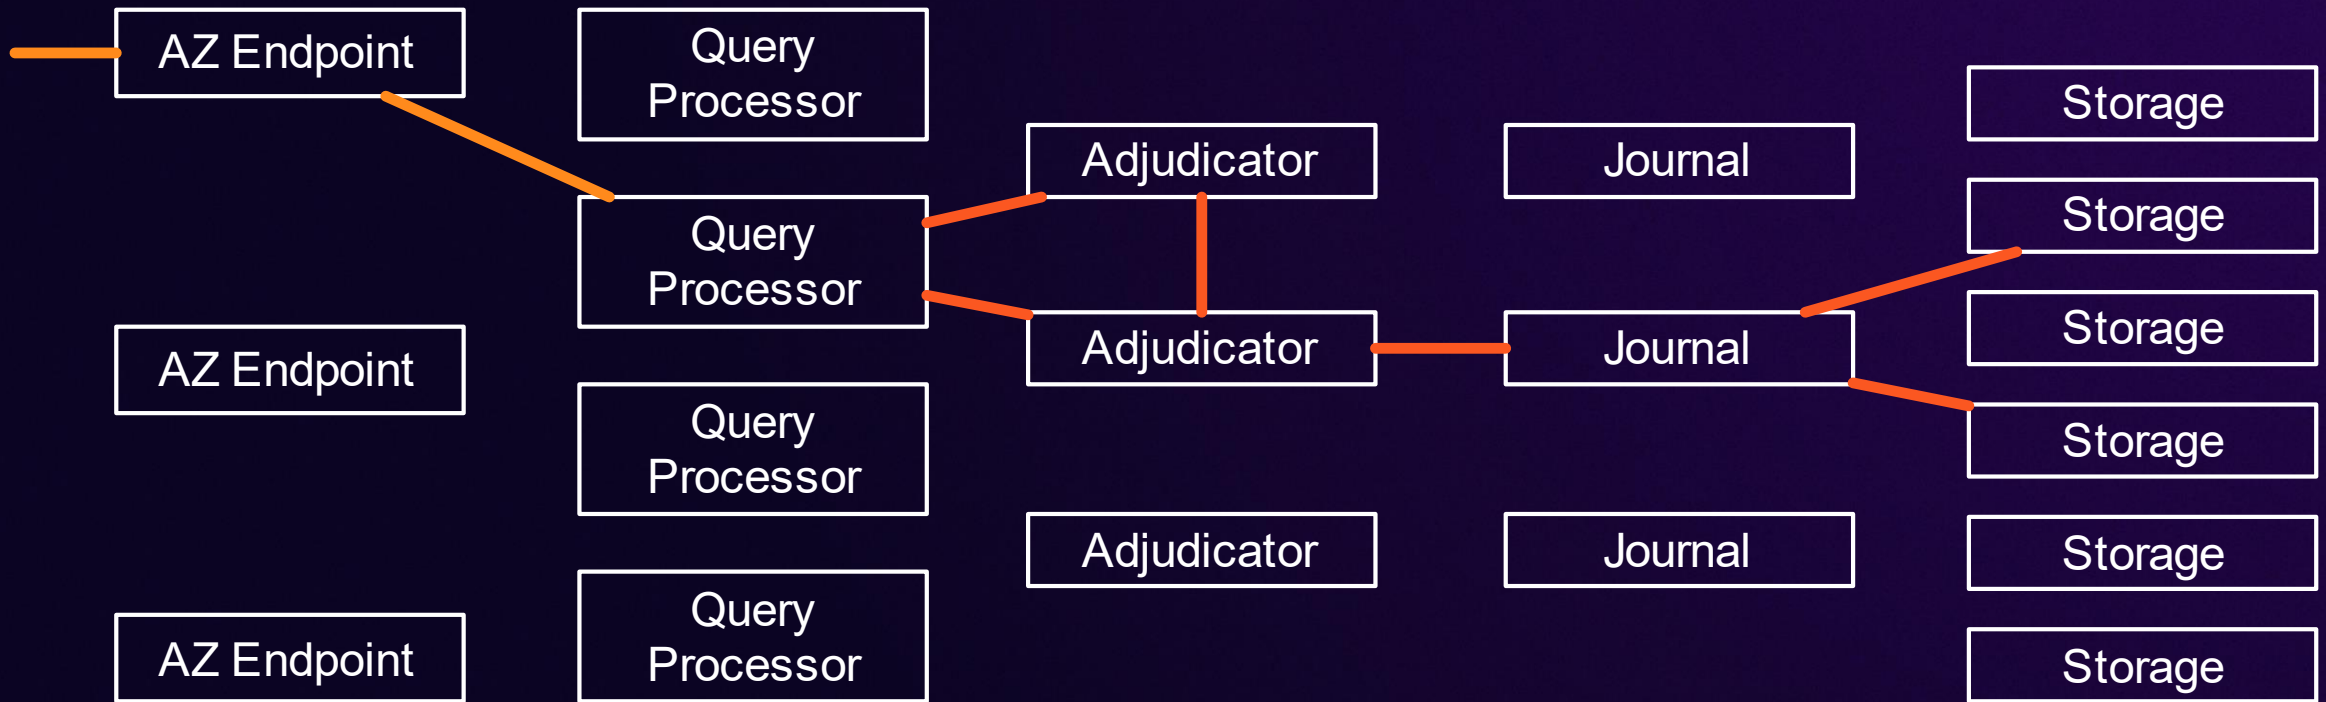 AZ Endpoint
AZ Endpoint
AZ Endpoint
Query
Processor
Query
Processor
Query
Processor
Query
Processor
Adjudicator
Adjudicator
Adjudicator
Journal
Journal
Journal
Storage
Storage
Storage
Storage
Storage
Storage